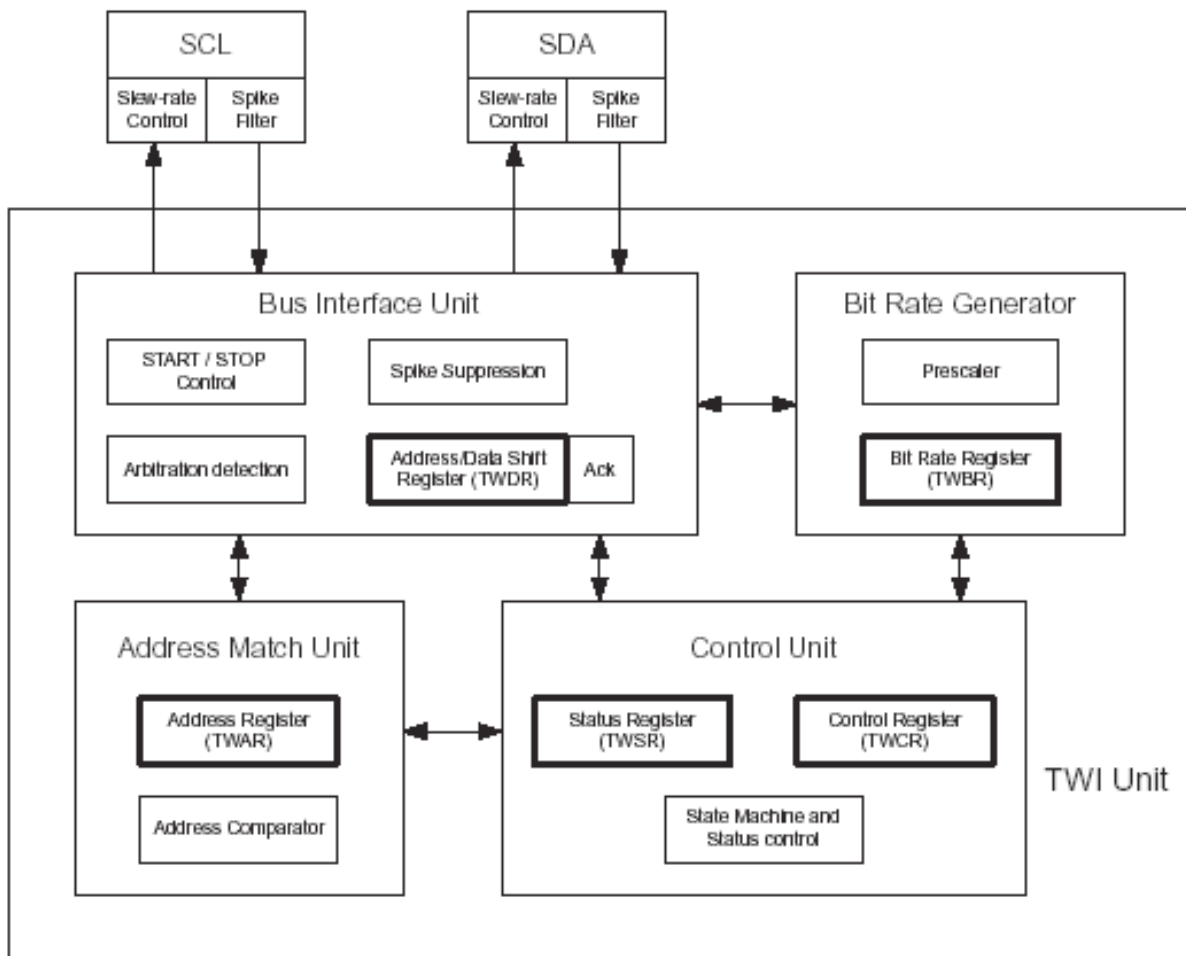 SCL
SDA
Slew-rate
Control
Spike
Filter
Slew-rate
Control
Spike
Filter
Bus Interface Unit
START / STOP
Control
Spike Suppression
Arbitration detection
Address/Data Shift
Register (TWDR)
Ack
Bit Rate Generator
Prescaler
Bit Rate Register
(TWBR)
Address Match Unit
Address Register
(TWAR)
Address Comparator
Control Unit
Status Register
(TWSR)
Control Register
(TWCR)
State Machine and
Status control
TWI Unit